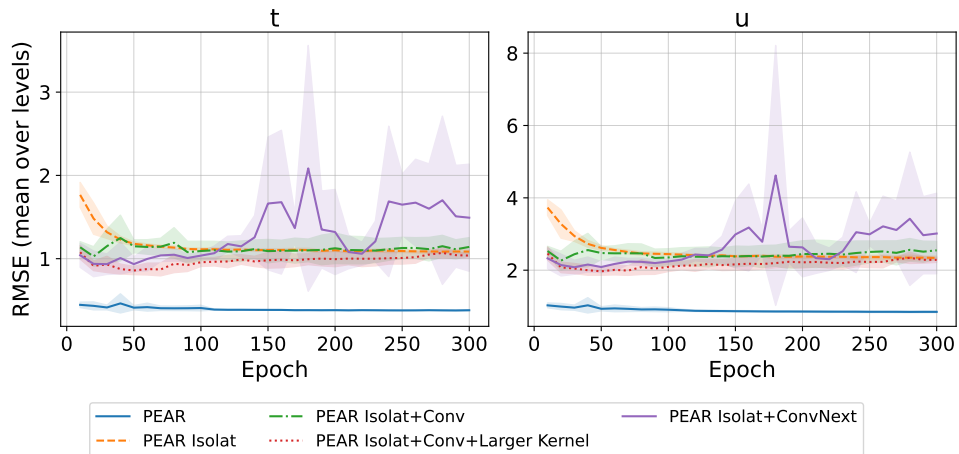 t
u
RMSE (mean over levels)
3
2
1
8
6
4
2
0 50 100 150 200 250 300
0 50 100 150 200 250 300
Epoch
Epoch
PEAR
PEAR Isolat
PEAR Isolat+Conv
PEAR Isolat+Conv+Larger Kernel
PEAR Isolat+ConvNext